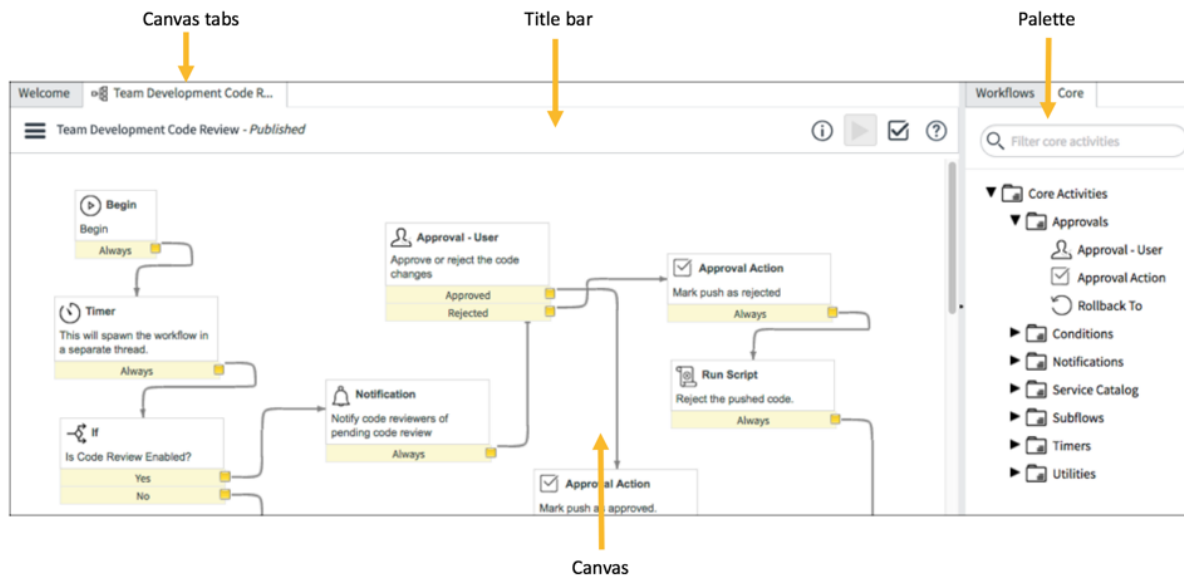 Canvas tabs
Title bar
Palette
Welcome
Team Development Code R...
Workflows
Core
Team Development Code Review - Published
Filter core activities
Begin
Begin
Always
Timer
This will spawn the workflow in
a separate thread.
Always
If
Is Code Review Enabled?
Yes
No
Notification
Notify code reviewers of
pending code review
Always
Approval - User
Approve or reject the code
changes
Approved
Rejected
Approval Action
Mark push as rejected
Always
Run Script
Reject the pushed code.
Always
Approval Action
Mark push as approved.
Core Activities
Approvals
Approval - User
Approval Action
Rollback To
Conditions
Notifications
Service Catalog
Subflows
Timers
Utilities
Canvas